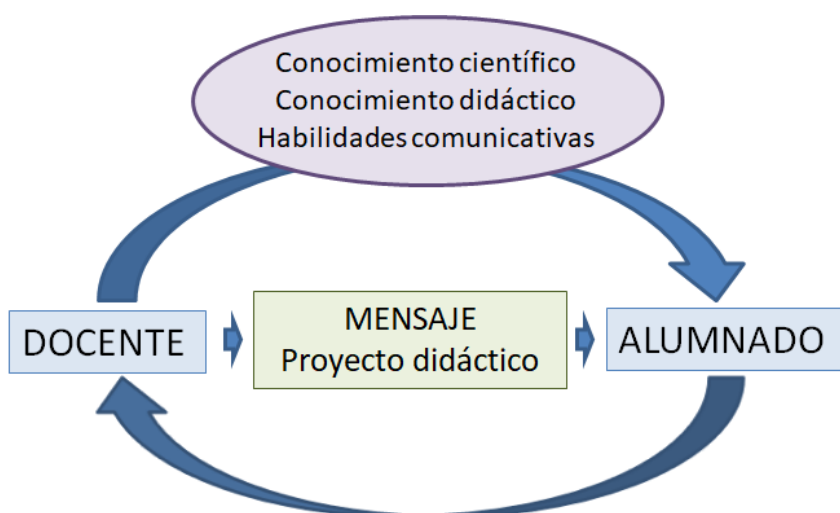 Conocimiento científico
Conocimiento didáctico
Habilidades comunicativas
DOCENTE
MENSAJE
Proyecto didáctico
ALUMNADO